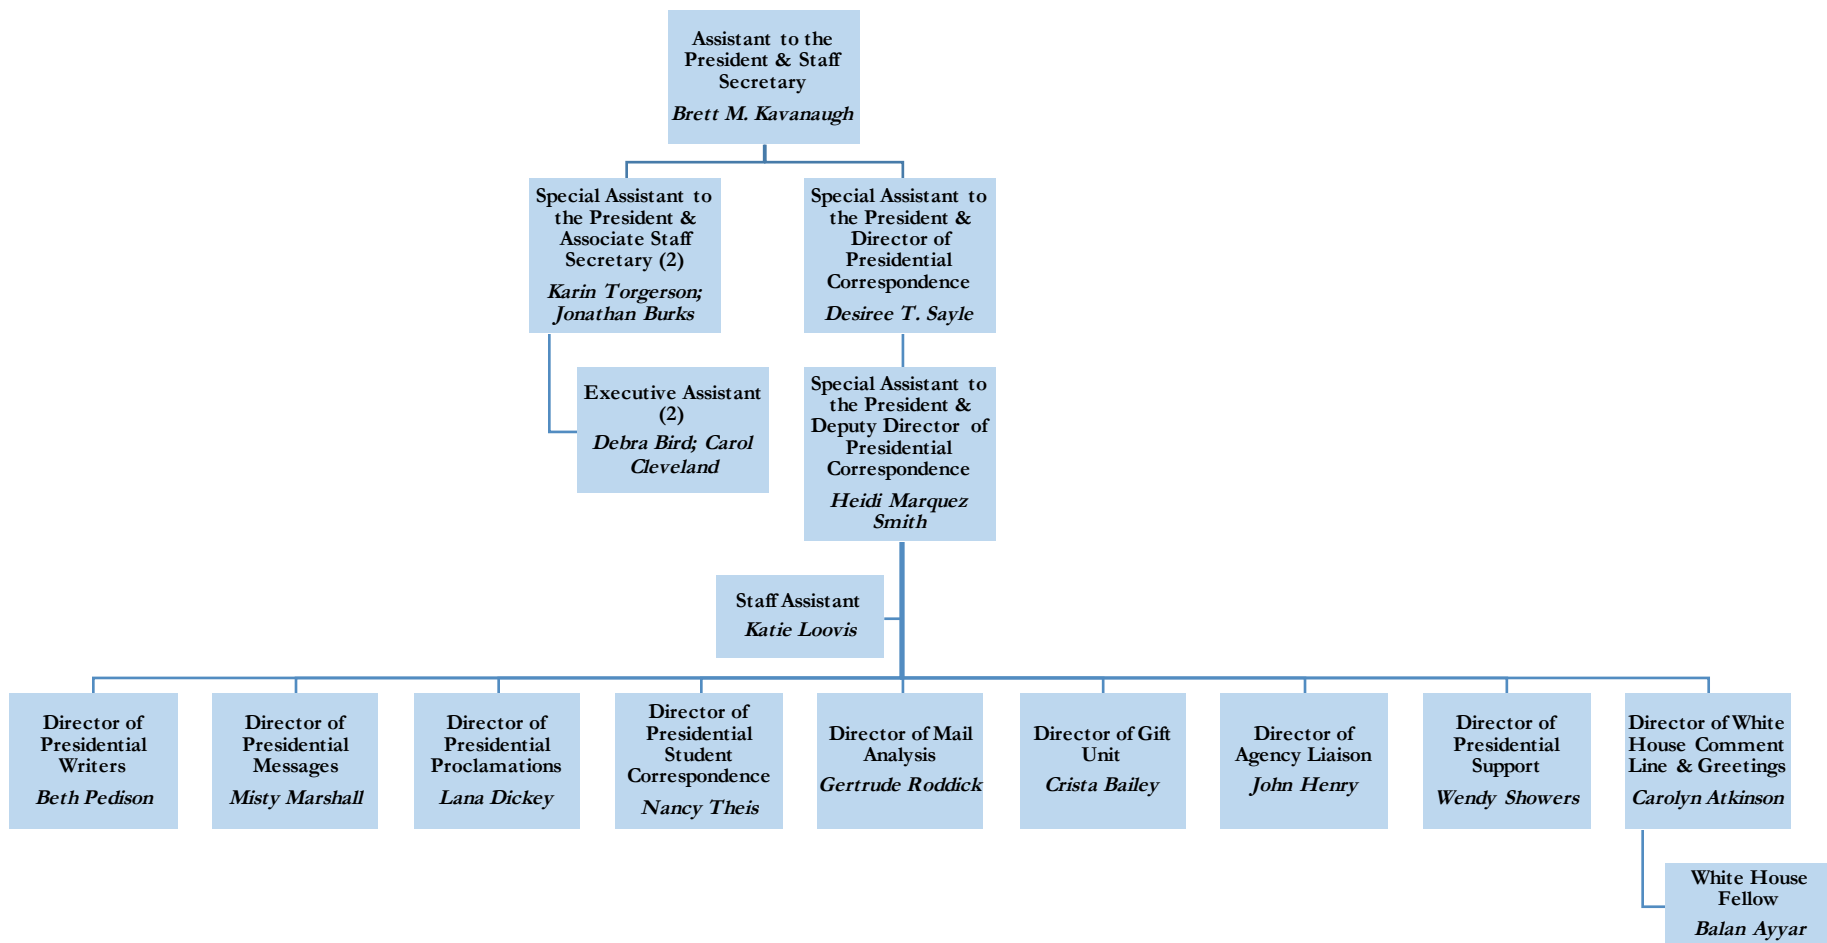 Assistant to the
President & Staff
Secretary
Brett M. Kavanaugh
Special Assistant to
the President &
Associate Staff
Secretary (2)
Karin Torgerson;
Jonathan Burks
Special Assistant to
the President &
Director of
Presidential
Correspondence
Desiree T. Sayle
Executive Assistant
(2)
Debra Bird; Carol
Cleveland
Special Assistant to
the President &
Deputy Director of
Presidential
Correspondence
Heidi Marquez
Smith
Staff Assistant
Katie Loovis
Director of
Presidential
Writers
Beth Pedison
Director of
Presidential
Messages
Misty Marshall
Director of
Presidential
Proclamations
Lana Dickey
Director of
Presidential
Student
Correspondence
Nancy Theis
Director of Mail
Analysis
Gertrude Roddick
Director of Gift
Unit
Crista Bailey
Director of
Agency Liaison
John Henry
Director of
Presidential
Support
Wendy Showers
Director of White
House Comment
Line & Greetings
Carolyn Atkinson
White House
Fellow
Balan Ayyar